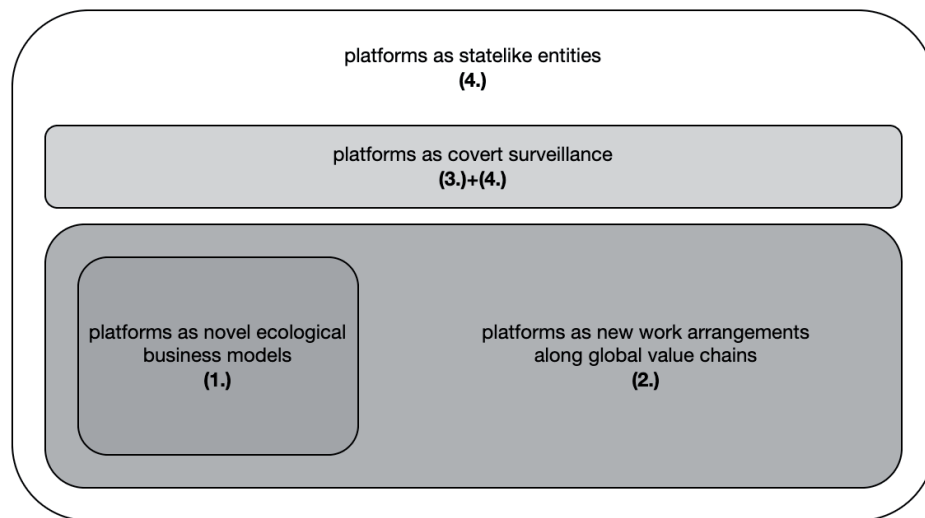 platforms as statelike entities
(4.)
platforms as covert surveillance
(3.)+(4.)
platforms as novel ecological
business models
(1.)
platforms as new work arrangements
along global value chains
(2.)